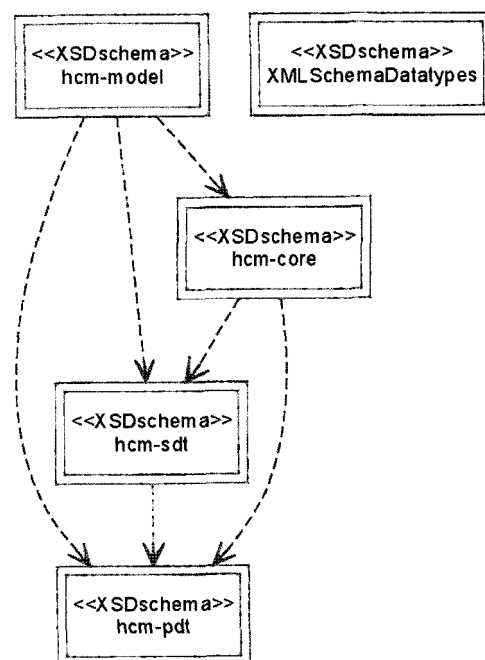 <<XSDschema>>
hcm-model
<<XSDschema>>
XMLSchemaDatatypes
<<XSDschema>>
hcm-core
<<XSDschema>>
hcm-sdt
<<XSDschema>>
hcm-pdt